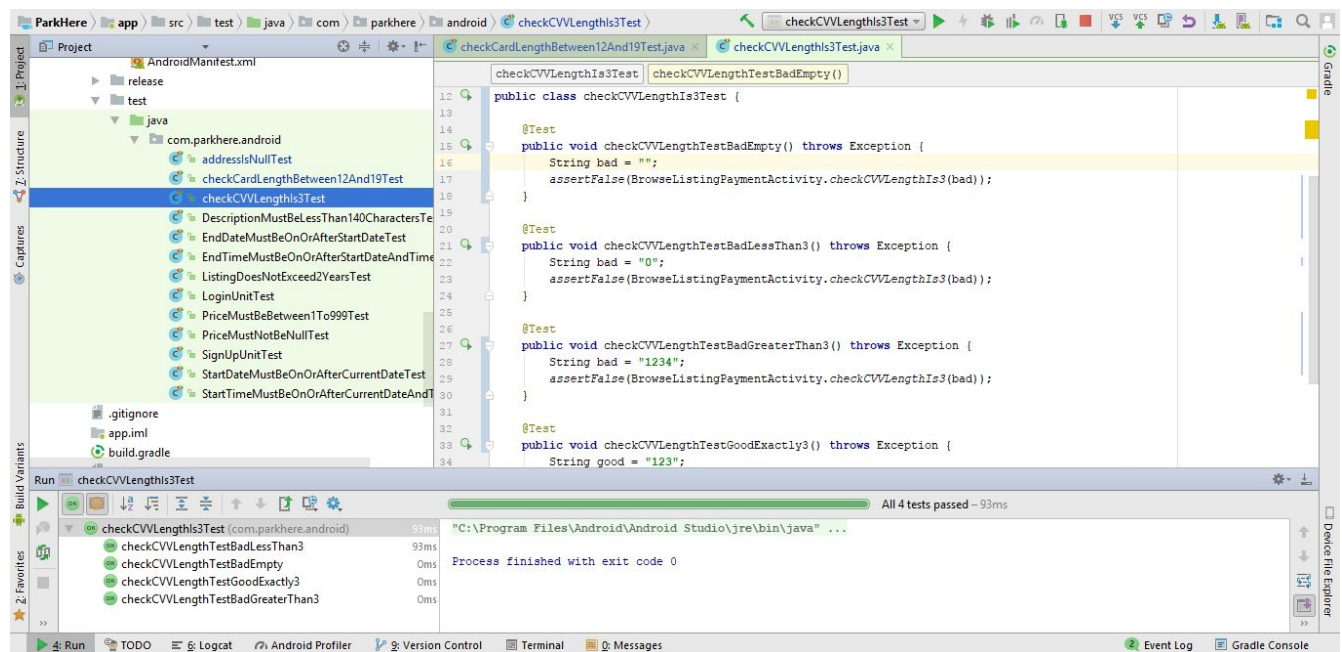 ParkHere app src test java com parkhere android checkCVVLengthIs3Test
checkCVVLengthIs3Test
VCS VCS
1: Project
Z: Structure
Captures
Build Variants
2: Favorites
Project
AndroidManifest.xml
release
test
java
com.parkhere.android
addressIsNullTest
checkCardLengthBetween12And19Test
checkCVVLengthIs3Test
DescriptionMustBeLessThan140CharactersTe
EndDateMustBeOnOrAfterStartDateTest
EndTimeMustBeOnOrAfterStartDateAndTime
ListingDoesNotExceed2YearsTest
LoginUnitTest
PriceMustBeBetween1To999Test
PriceMustNotBeNullTest
SignUpUnitTest
StartDateMustBeOnOrAfterCurrentDateTest
StartTimeMustBeOnOrAfterCurrentDateAndT
.gitignore
app.iml
build.gradle
checkCardLengthBetween12And19Test.java checkCVVLengthIs3Test.java
checkCVVLengthIs3Test checkCVVLengthTestBadEmpty()
12 public class checkCVVLengthIs3Test {
13
14 @Test
15 public void checkCVVLengthTestBadEmpty() throws Exception {
16 String bad = "";
17 assertFalse(BrowseListingPaymentActivity.checkCVVLengthIs3(bad));
18 }
19
20 @Test
21 public void checkCVVLengthTestBadLessThan3() throws Exception {
22 String bad = "0";
23 assertFalse(BrowseListingPaymentActivity.checkCVVLengthIs3(bad));
24 }
25
26 @Test
27 public void checkCVVLengthTestBadGreaterThan3() throws Exception {
28 String bad = "1234";
29 assertFalse(BrowseListingPaymentActivity.checkCVVLengthIs3(bad));
30 }
31
32 @Test
33 public void checkCVVLengthTestGoodExactly3() throws Exception {
34 String good = "123";
Gradle
Device File Explorer
Run checkCVVLengthIs3Test
All 4 tests passed – 93ms
checkCVVLengthIs3Test (com.parkhere.android) 93ms
checkCVVLengthTestBadLessThan3 93ms
checkCVVLengthTestBadEmpty 0ms
checkCVVLengthTestGoodExactly3 0ms
checkCVVLengthTestBadGreaterThan3 0ms
"C:\Program Files\Android\Android Studio\jre\bin\java" ...
Process finished with exit code 0
4: Run TODO 6: Logcat Android Profiler 9: Version Control Terminal 0: Messages 2 Event Log Gradle Console